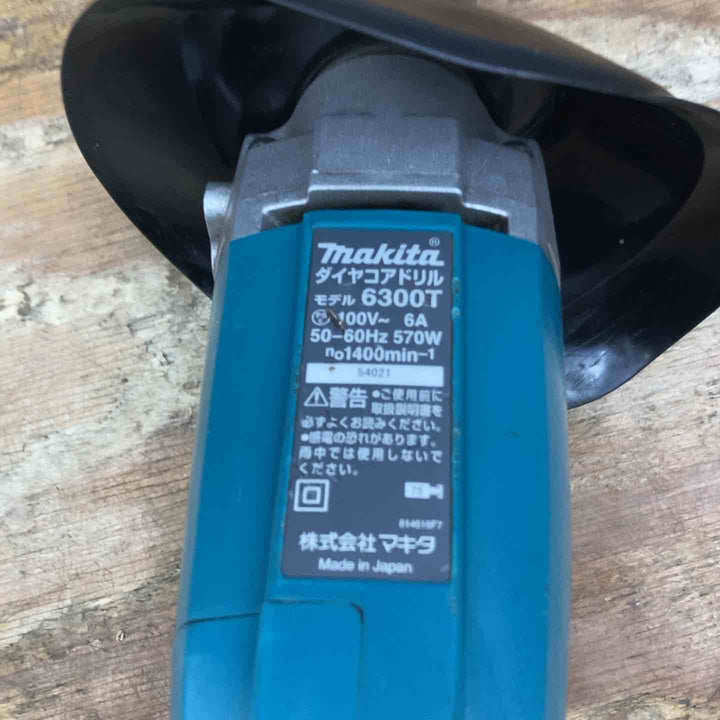 makita®
ダイヤコアドリル
モデル 6300T
100V~ 6A
50-60Hz 570W
n₀1400min⁻¹
54021
⚠警告 •ご使用前に
取扱説明書を
必ずよくお読みください。
•感電の恐れがあります。
雨中では使用しないで
ください。
株式会社マキタ
Made in Japan